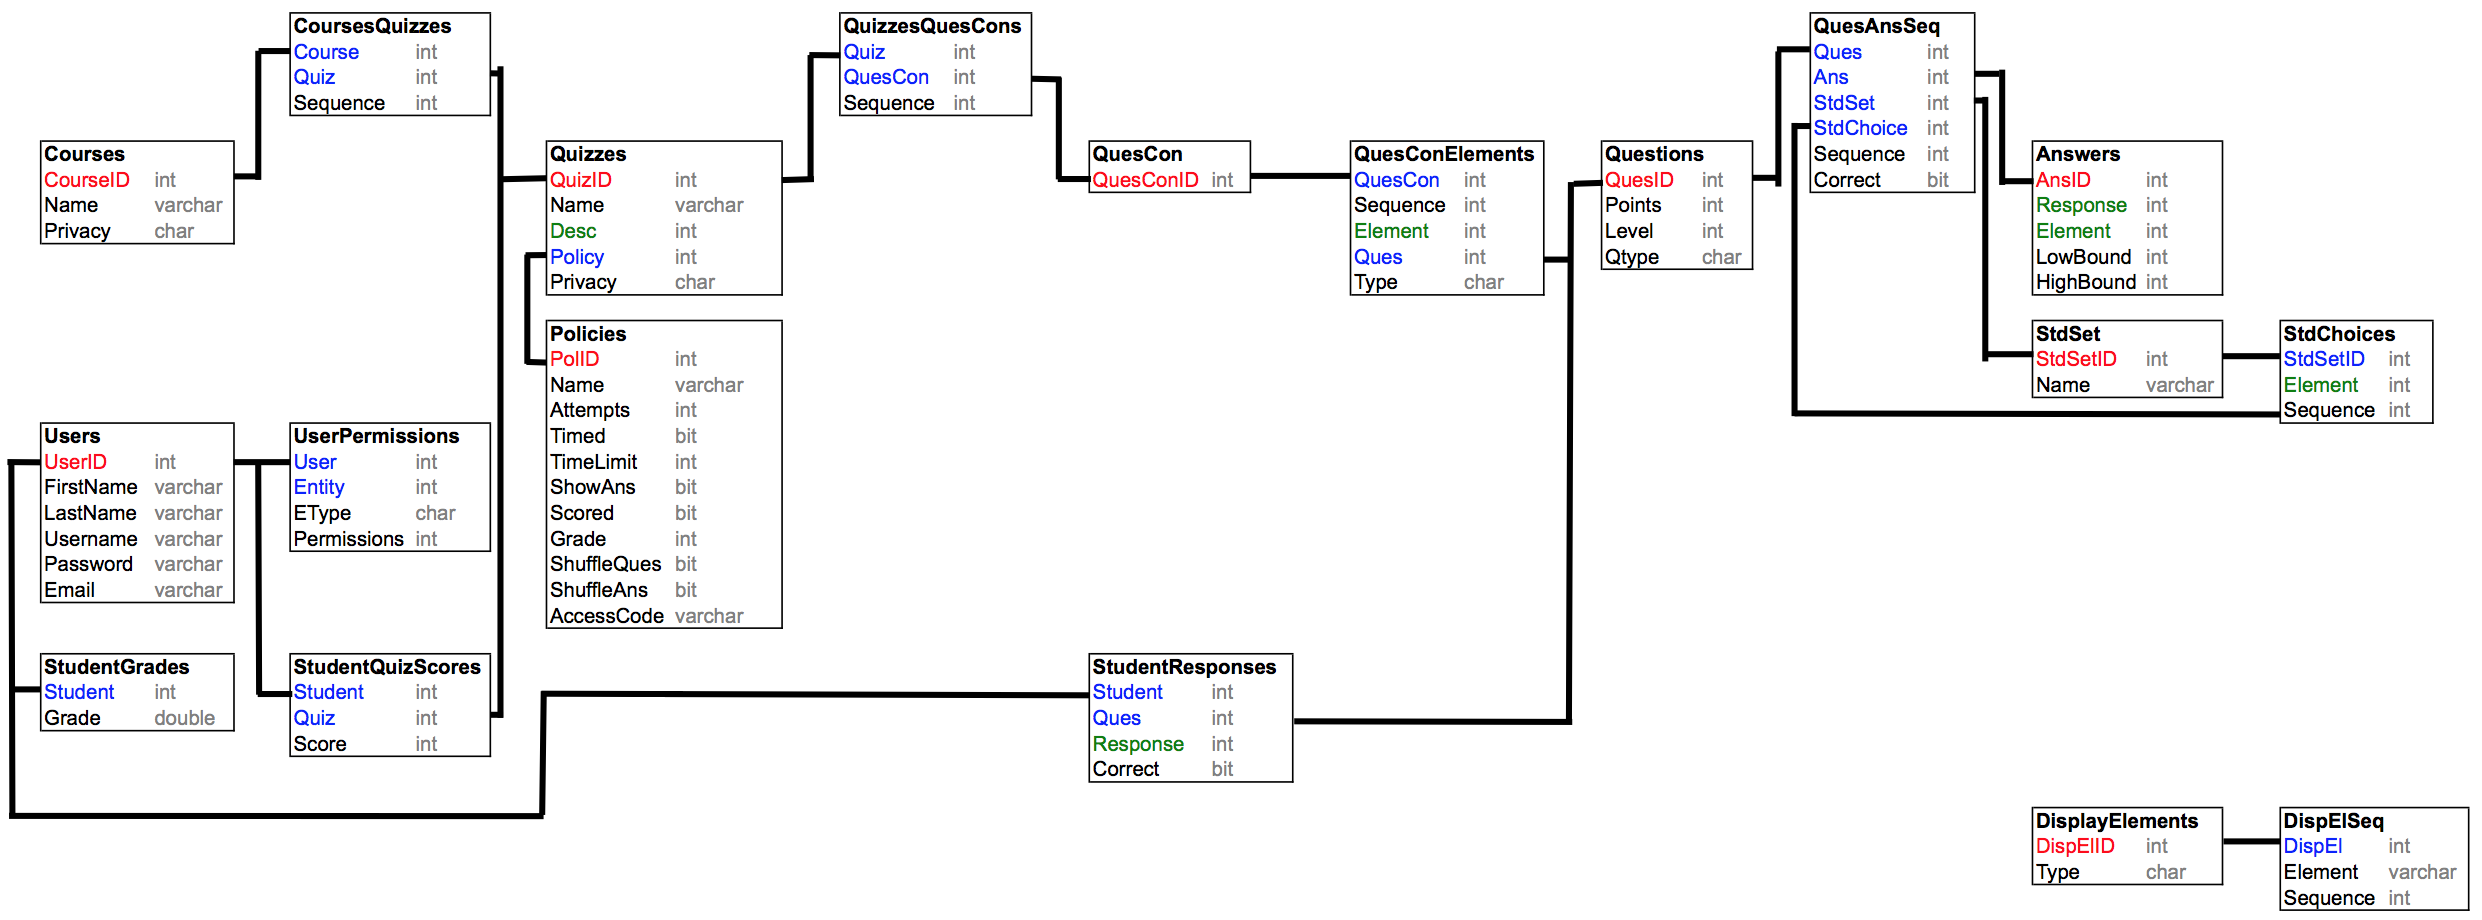 CoursesQuizzes
Course int
Quiz int
Sequence int
QuizzesQuesCons
Quiz int
QuesCon int
Sequence int
QuesAnsSeq
Ques int
Ans int
StdSet int
StdChoice int
Sequence int
Correct bit
Courses
CourseID int
Name varchar
Privacy char
Quizzes
QuizID int
Name varchar
Desc int
Policy int
Privacy char
QuesCon
QuesConID int
QuesConElements
QuesCon int
Sequence int
Element int
Ques int
Type char
Questions
QuesID int
Points int
Level int
Qtype char
Answers
AnsID int
Response int
Element int
LowBound int
HighBound int
Policies
PolID int
Name varchar
Attempts int
Timed bit
TimeLimit int
ShowAns bit
Scored bit
Grade int
ShuffleQues bit
ShuffleAns bit
AccessCode varchar
StdSet
StdSetID int
Name varchar
StdChoices
StdSetID int
Element int
Sequence int
Users
UserID int
FirstName varchar
LastName varchar
Username varchar
Password varchar
Email varchar
UserPermissions
User int
Entity int
EType char
Permissions int
StudentGrades
Student int
Grade double
StudentQuizScores
Student int
Quiz int
Score int
StudentResponses
Student int
Ques int
Response int
Correct bit
DisplayElements
DispElID int
Type char
DispElSeq
DispEl int
Element varchar
Sequence int